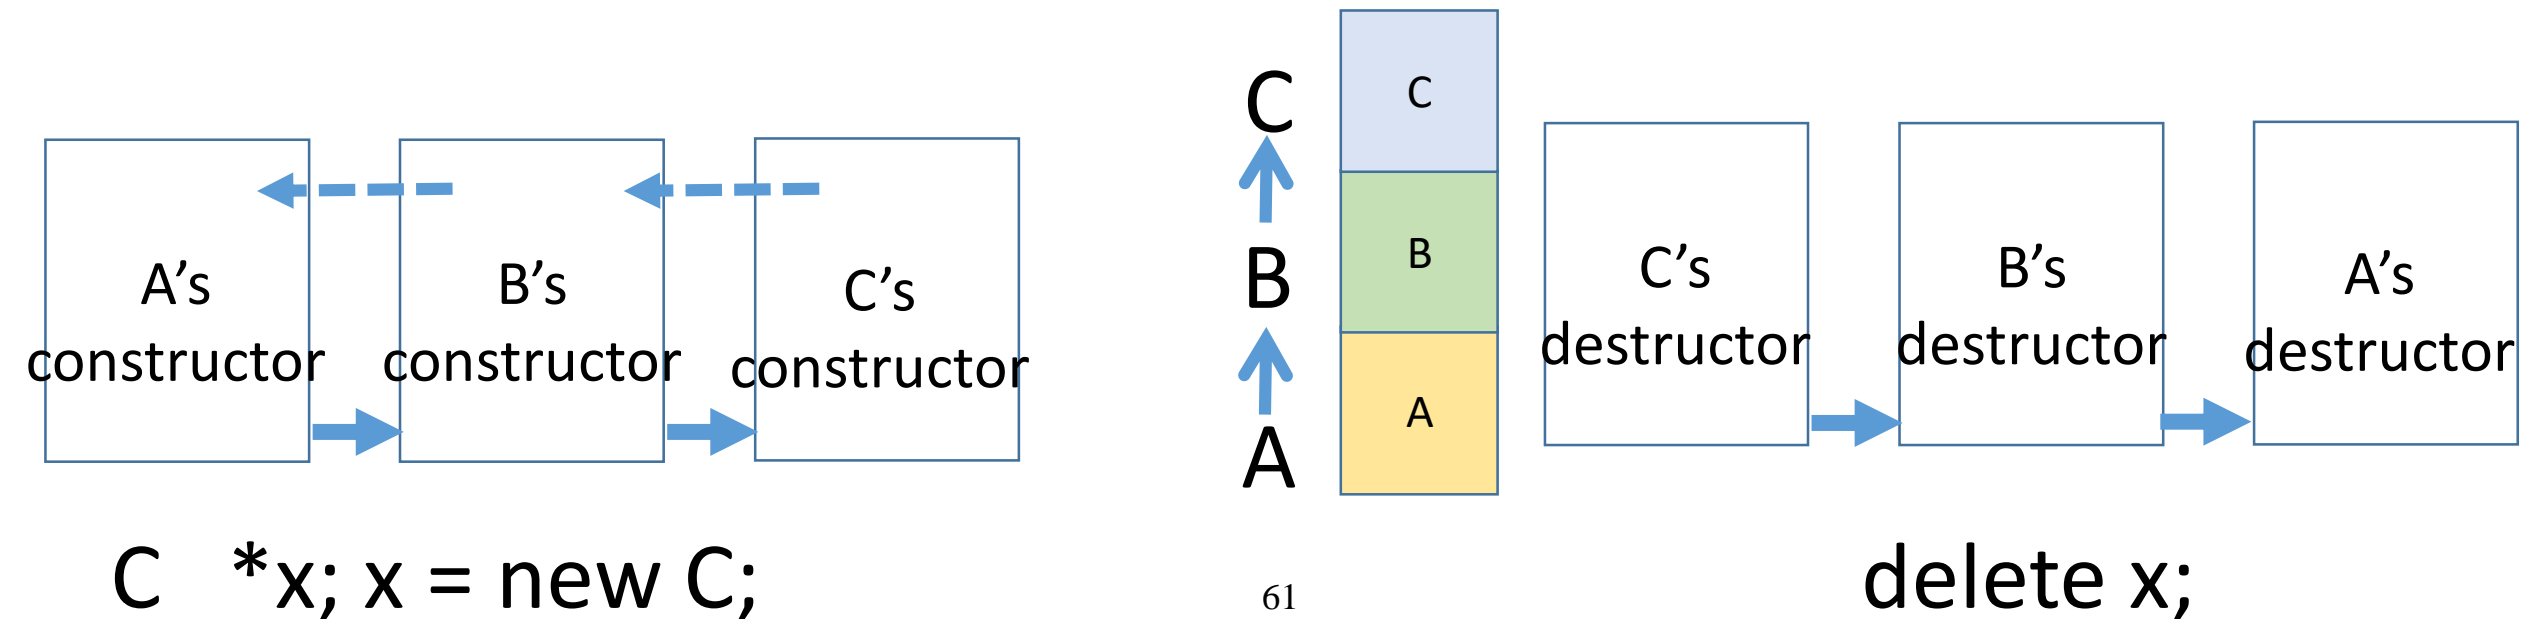 A's
constructor
B's
constructor
C's
constructor
C *x; x = new C;
C
B
A
C
B
A
61
C's
destructor
B's
destructor
A's
destructor
delete x;